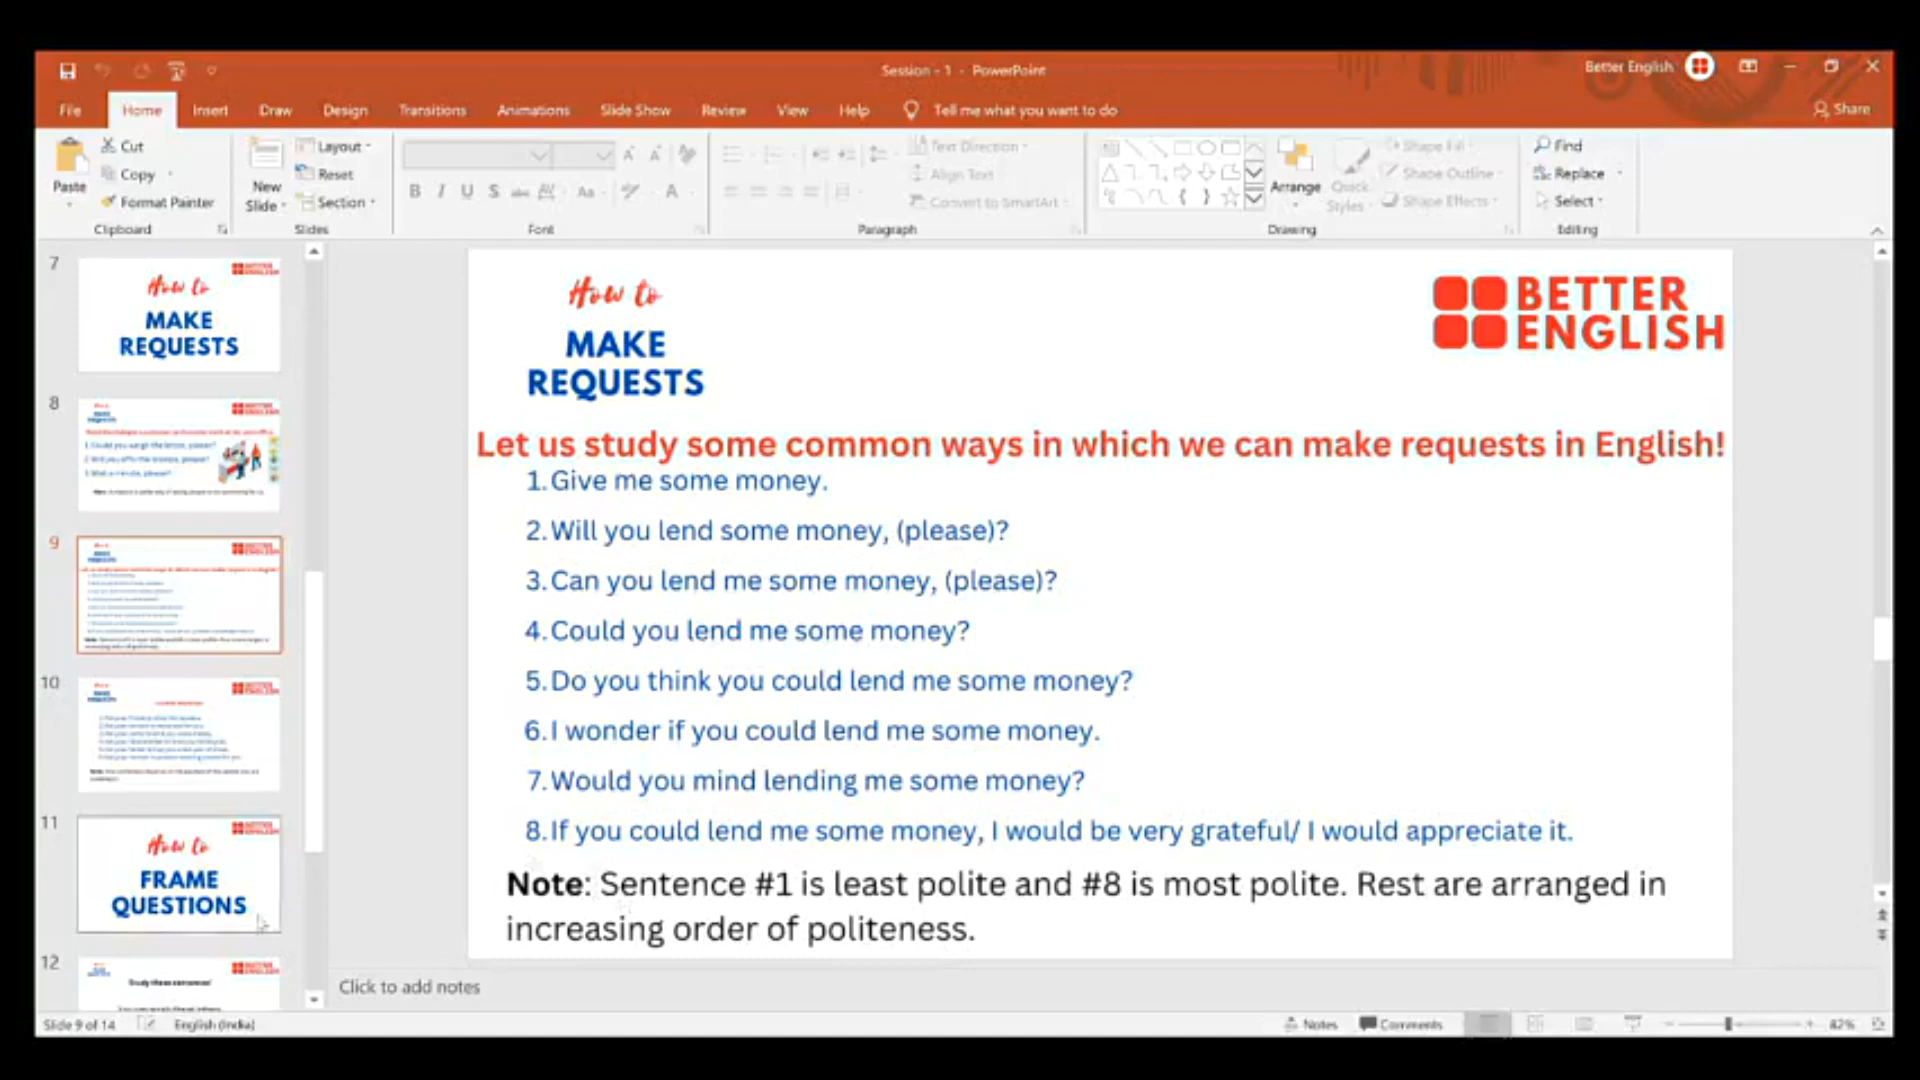 Session - 1 - PowerPoint
Better English
File Home Insert Draw Design Transitions Animations Slide Show Review View Help Tell me what you want to do
Share
Paste
Cut
Copy
Format Painter
Clipboard
New Slide
Layout
Reset
Section
Slides
Font
Text Direction
Align Text
Convert to SmartArt
Paragraph
Arrange
Quick Styles
Shape Fill
Shape Outline
Shape Effects
Drawing
Find
Replace
Select
Editing
7
How to
MAKE
REQUESTS
BETTER
ENGLISH
8
9
10
11
How to
FRAME
QUESTIONS
12
Study these sentences!
How to
MAKE
REQUESTS
BETTER
ENGLISH
Let us study some common ways in which we can make requests in English!
1. Give me some money.
2. Will you lend some money, (please)?
3. Can you lend me some money, (please)?
4. Could you lend me some money?
5. Do you think you could lend me some money?
6. I wonder if you could lend me some money.
7. Would you mind lending me some money?
8. If you could lend me some money, I would be very grateful/ I would appreciate it.
Note: Sentence #1 is least polite and #8 is most polite. Rest are arranged in
increasing order of politeness.
Click to add notes
Slide 9 of 14 English (India)
Notes Comments 82%